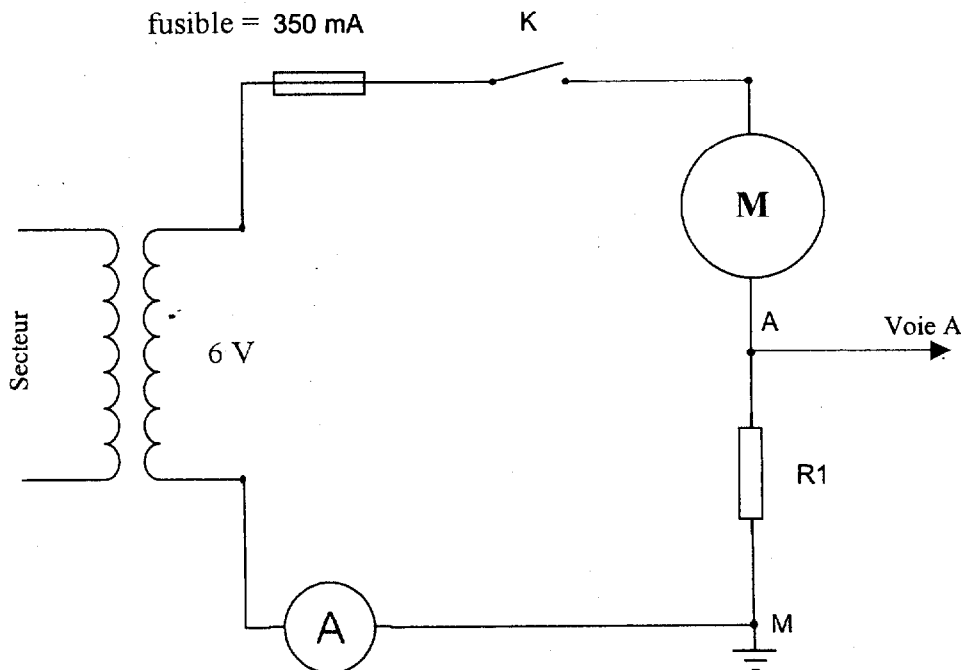 fusible = 350 mA
K
M
A
Voie A
Secteur
6 V
R1
A
M